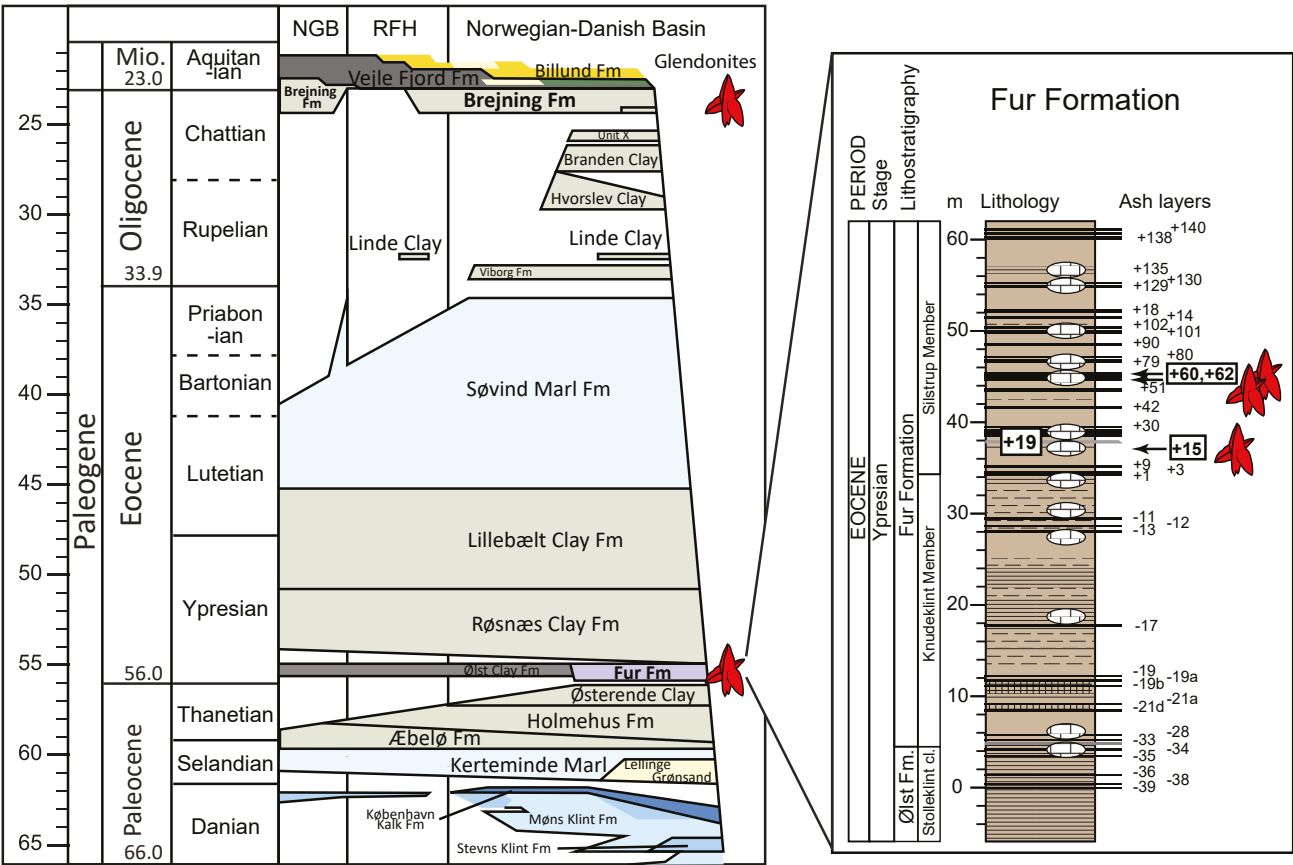 NGB
RFH
Norwegian-Danish Basin
Mio.
23.0
Aquitan
-ian
Vejle Fjord Fm
Billund Fm
Glendonites
Brejning
Fm
Brejning Fm
25
Chattian
Unit X
Branden Clay
Hvorslev Clay
30
Oligocene
Rupelian
Linde Clay
Linde Clay
33.9
Viborg Fm
35
Priabon
-ian
Bartonian
40
Søvind Marl Fm
Paleogene
Eocene
Lutetian
45
Lillebælt Clay Fm
50
Ypresian
Røsnæs Clay Fm
55
56.0
Ølst Clay Fm
Fur Fm
Østerende Clay
Thanetian
Holmehus Fm
Æbelø Fm
60
Selandian
Kerteminde Marl
Lellinge
Grønsand
Paleocene
København
Kalk Fm
Møns Klint Fm
Danian
Stevns Klint Fm
65
66.0
Fur Formation
PERIOD
Stage
Lithostratigraphy
m
Lithology
Ash layers
EOCENE
Ypresian
Fur Formation
Silstrup Member
Knudeklint Member
Ølst Fm.
Stolleklint cl.
60
50
40
30
20
10
0
+140
+138
+135
+129
+130
+18
+14
+102
+101
+90
+80
+79
+60,+62
+51
+42
+30
+19
+15
+9
+3
+1
-11
-12
-13
-17
-19
-19a
-19b
-21a
-21d
-28
-33
-34
-35
-36
-38
-39